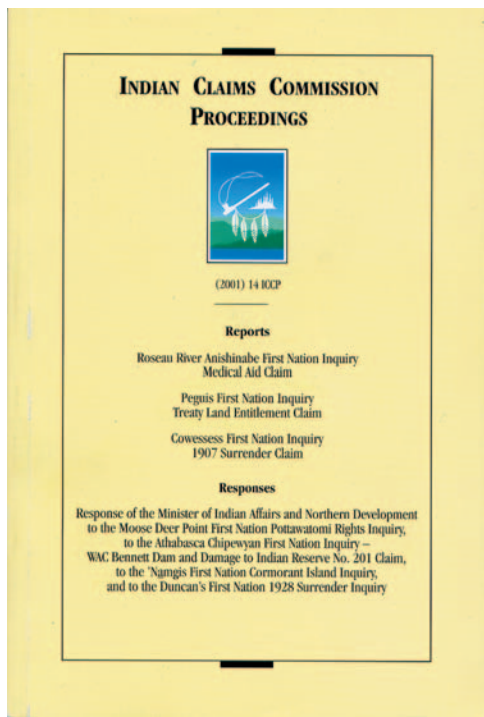 INDIAN CLAIMS COMMISSION
PROCEEDINGS
(2001) 14 ICCP
Reports
Roseau River Anishinabe First Nation Inquiry
Medical Aid Claim
Peguis First Nation Inquiry
Treaty Land Entitlement Claim
Cowessess First Nation Inquiry
1907 Surrender Claim
Responses
Response of the Minister of Indian Affairs and Northern Development
to the Moose Deer Point First Nation Pottawatomi Rights Inquiry,
to the Athabasca Chipewyan First Nation Inquiry –
WAC Bennett Dam and Damage to Indian Reserve No. 201 Claim,
to the 'Na̱mgis First Nation Cormorant Island Inquiry,
and to the Duncan's First Nation 1928 Surrender Inquiry